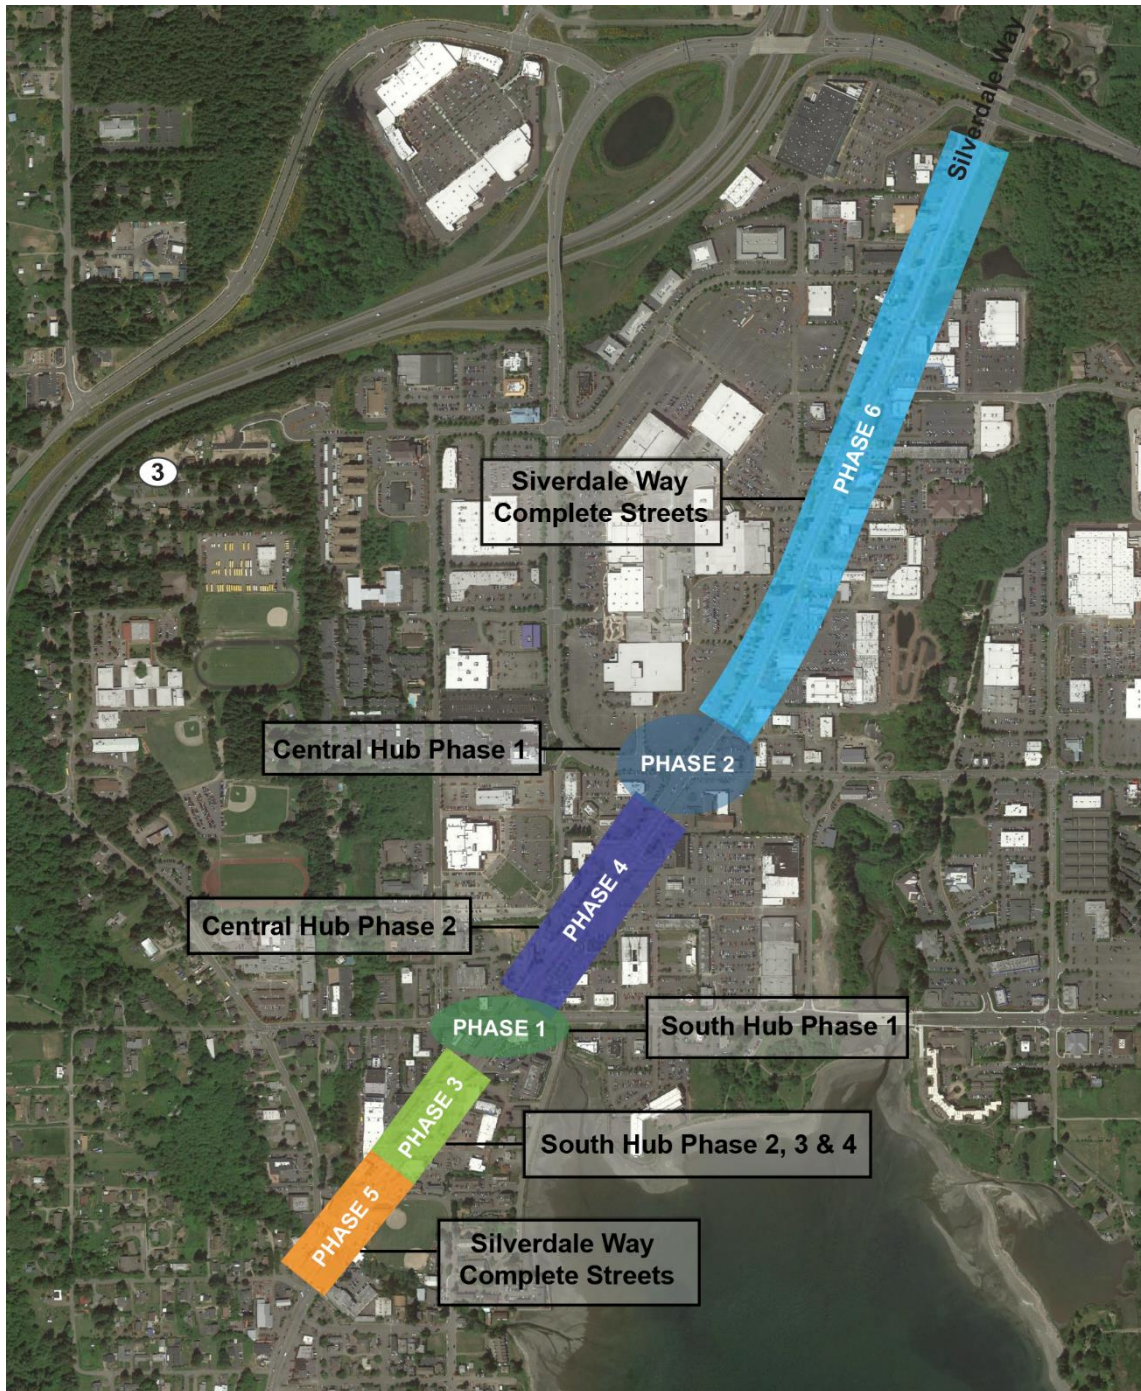 Silverdale Way
PHASE 6
3
Siverdale Way
Complete Streets
Central Hub Phase 1
PHASE 2
PHASE 4
Central Hub Phase 2
PHASE 1
South Hub Phase 1
PHASE 3
South Hub Phase 2, 3 & 4
PHASE 5
Silverdale Way
Complete Streets